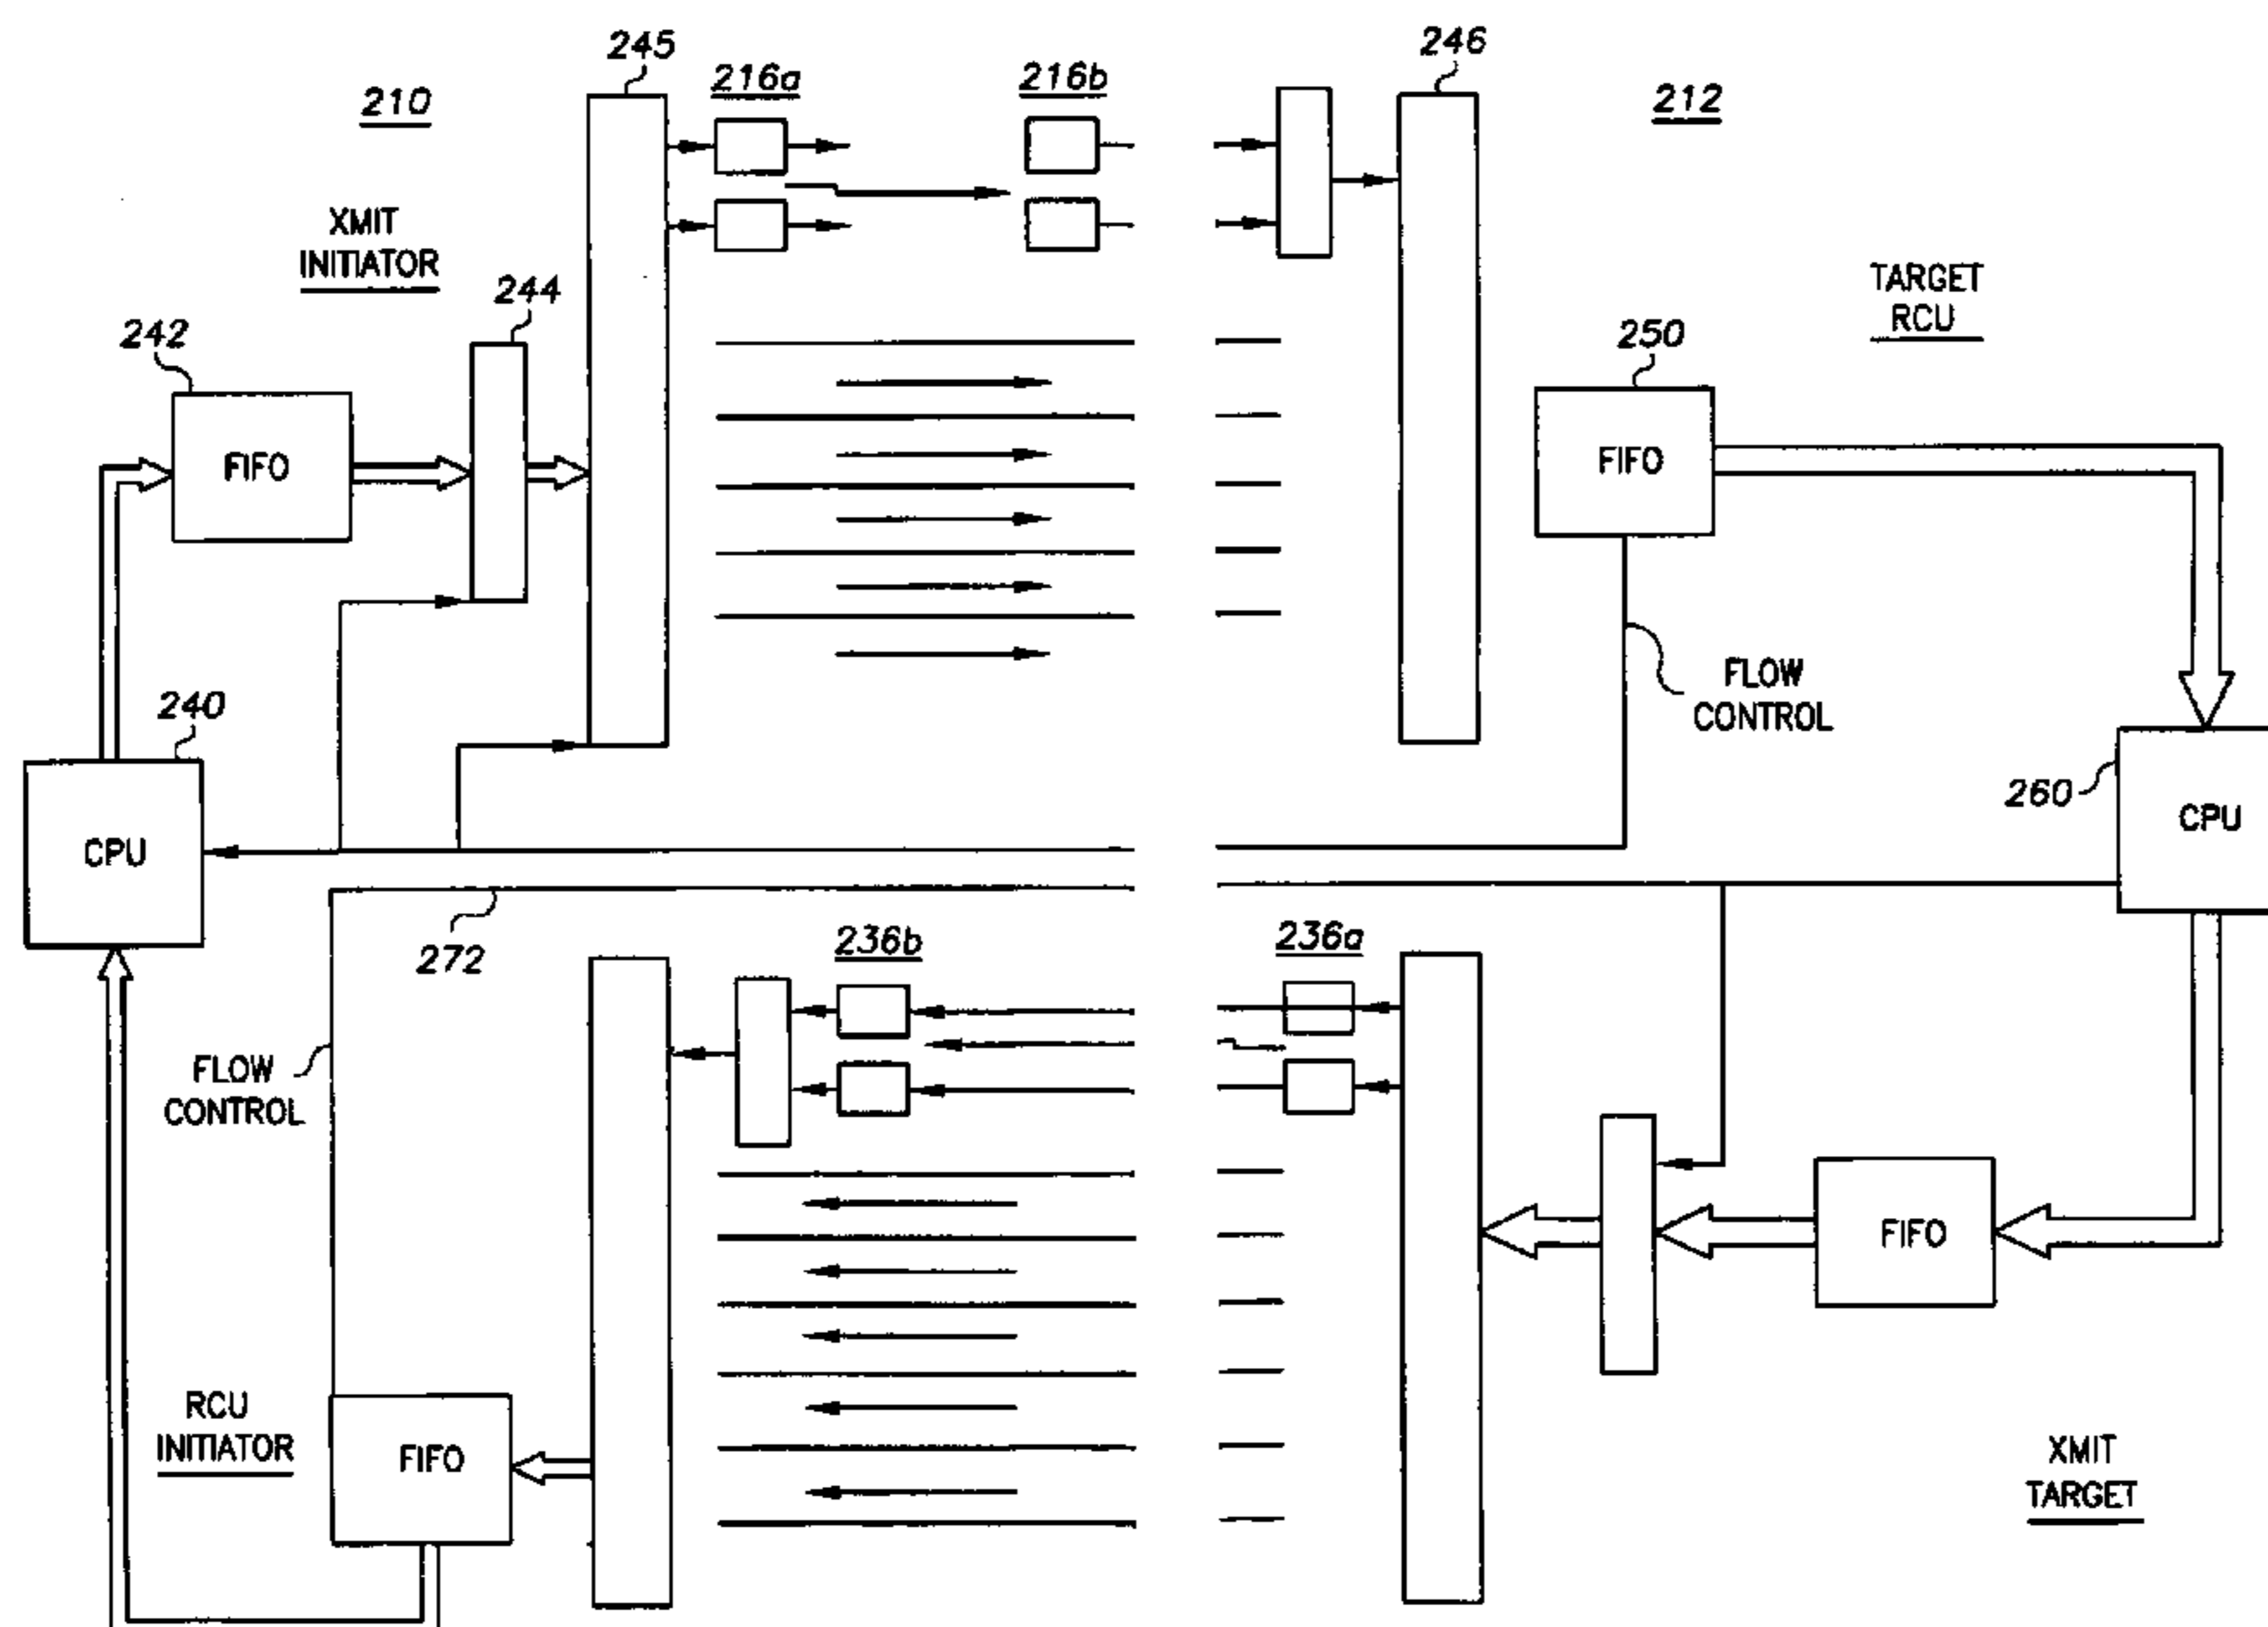 245
216a
216b
246
210
212
XMIT
INITIATOR
244
TARGET
RCU
242
250
FIFO
FIFO
FLOW
CONTROL
240
260
CPU
CPU
272
236b
236a
FLOW
CONTROL
FIFO
RCU
INITIATOR
FIFO
XMIT
TARGET